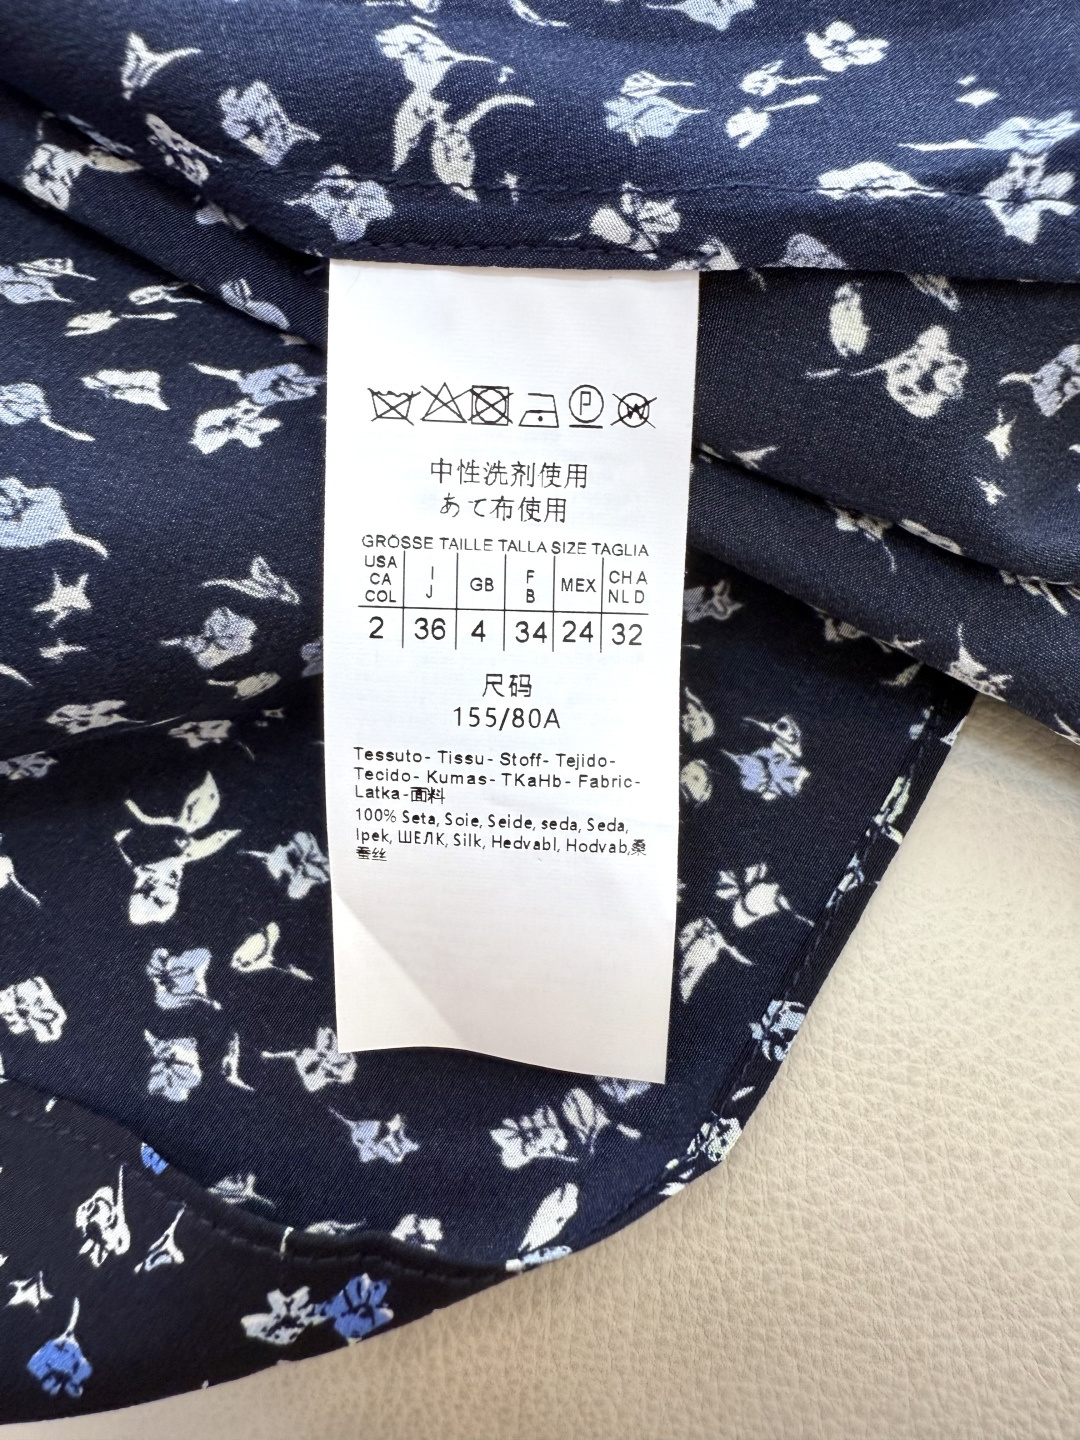 P W
中性洗剂使用
あて布使用
GRÖSSE TAILLE TALLA SIZE TAGLIA
USA CA COL I J GB F B MEX CH A NL D
2 36 4 34 24 32
尺码
155/80A
Tessuto- Tissu- Stoff- Tejido-
Tecido- Kumas- TKaHb- Fabric-
Latka-面料
100% Seta, Soie, Seide, seda, Seda,
Ipek, ШЕЛК, Silk, Hedvabl, Hodvab,桑
蚕丝